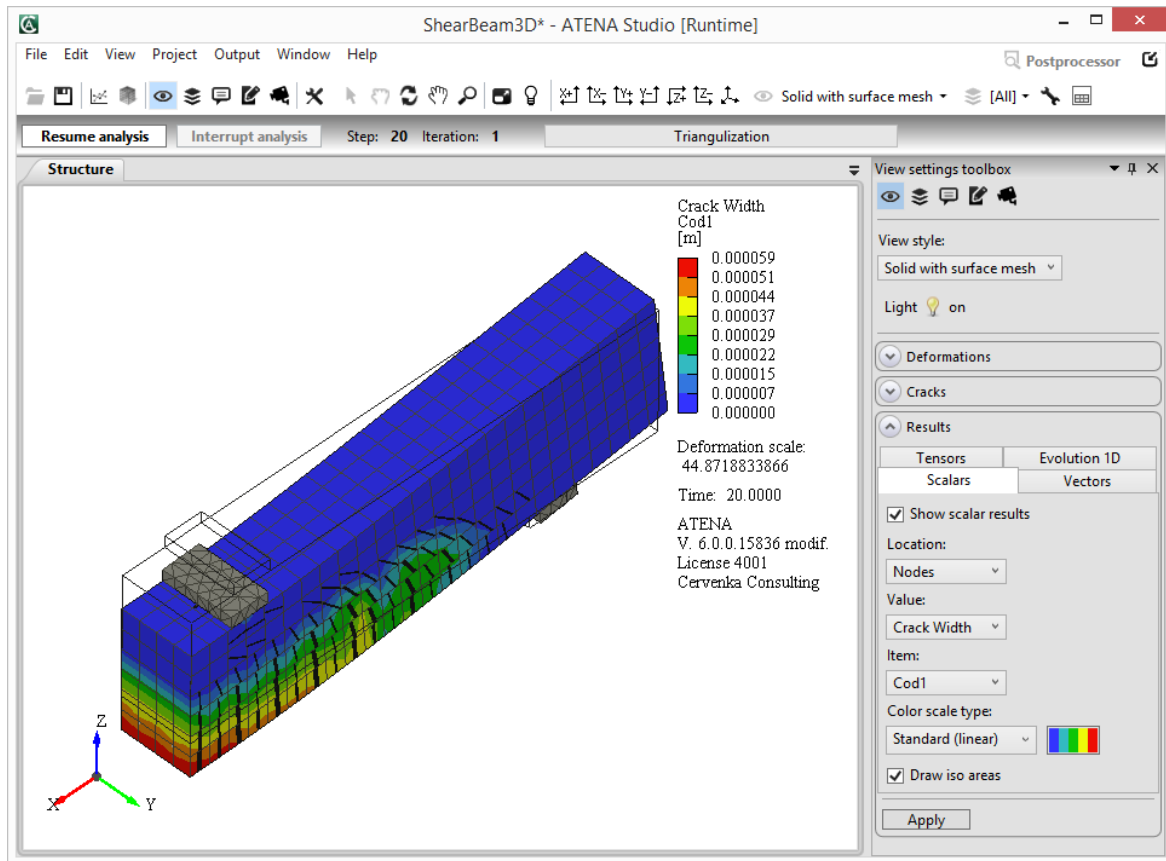 ShearBeam3D* - ATENA Studio [Runtime]
File Edit View Project Output Window Help
Postprocessor
X+ X- Y+ Y- Z+ Z- Solid with surface mesh [All]
Resume analysis Interrupt analysis Step: 20 Iteration: 1 Triangulization
Structure
Crack Width
Cod1
[m]
0.000059
0.000051
0.000044
0.000037
0.000029
0.000022
0.000015
0.000007
0.000000
Deformation scale:
44.8718833866
Time: 20.0000
ATENA
V. 6.0.0.15836 modif.
License 4001
Cervenka Consulting
Z
X
Y
View settings toolbox
View style:
Solid with surface mesh
Light on
Deformations
Cracks
Results
Tensors Evolution 1D
Scalars Vectors
Show scalar results
Location:
Nodes
Value:
Crack Width
Item:
Cod1
Color scale type:
Standard (linear)
Draw iso areas
Apply